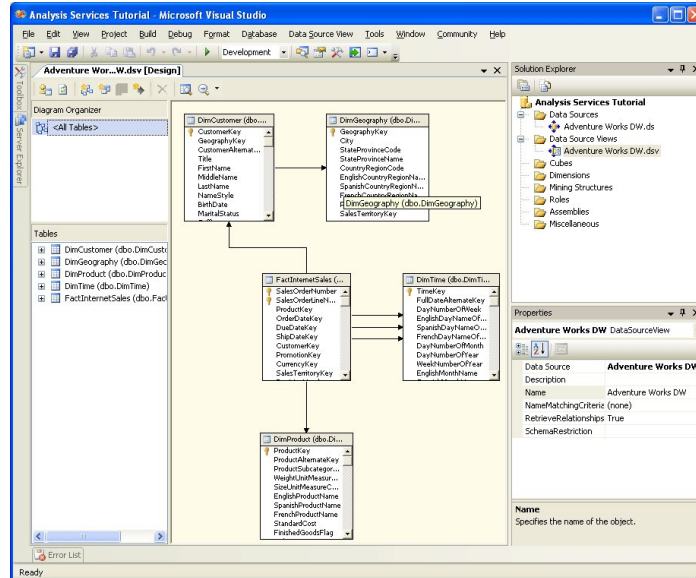 Analysis Services Tutorial - Microsoft Visual Studio
File Edit View Project Build Debug Format Database Data Source View Tools Window Community Help
Development
Toolbox
Server Explorer
Adventure Wor...W.dsv [Design]
Diagram Organizer
<All Tables>
Tables
DimCustomer (dbo.DimCusto
DimGeography (dbo.DimGeo
DimProduct (dbo.DimProduc
DimTime (dbo.DimTime)
FactInternetSales (dbo.Fact
DimCustomer (dbo....
CustomerKey
GeographyKey
CustomerAlternat...
Title
FirstName
MiddleName
LastName
NameStyle
BirthDate
MaritalStatus
DimGeography (dbo.Di...
GeographyKey
City
StateProvinceCode
StateProvinceName
CountryRegionCode
EnglishCountryRegionNa...
SpanishCountryRegionN...
FrenchCountryRegionNa...
DimGeography (dbo.DimGeography)
SalesTerritoryKey
FactInternetSales (...
SalesOrderNumber
SalesOrderLineN...
ProductKey
OrderDateKey
DueDateKey
ShipDateKey
CustomerKey
PromotionKey
CurrencyKey
SalesTerritoryKey
DimTime (dbo.DimTi...
TimeKey
FullDateAlternateKey
DayNumberOfWeek
EnglishDayNameOf...
SpanishDayNameO...
FrenchDayNameOf...
DayNumberOfMonth
DayNumberOfYear
WeekNumberOfYear
EnglishMonthName
DimProduct (dbo.Di...
ProductKey
ProductAlternateKey
ProductSubcategor...
WeightUnitMeasur...
SizeUnitMeasureC...
EnglishProductName
SpanishProductName
FrenchProductName
StandardCost
FinishedGoodsFlag
Solution Explorer
Analysis Services Tutorial
Data Sources
Adventure Works DW.ds
Data Source Views
Adventure Works DW.dsv
Cubes
Dimensions
Mining Structures
Roles
Assemblies
Miscellaneous
Properties
Adventure Works DW DataSourceView
Data Source Adventure Works DW
Description
Name Adventure Works DW
NameMatchingCriteria (none)
RetrieveRelationships True
SchemaRestriction
Name
Specifies the name of the object.
Error List
Ready